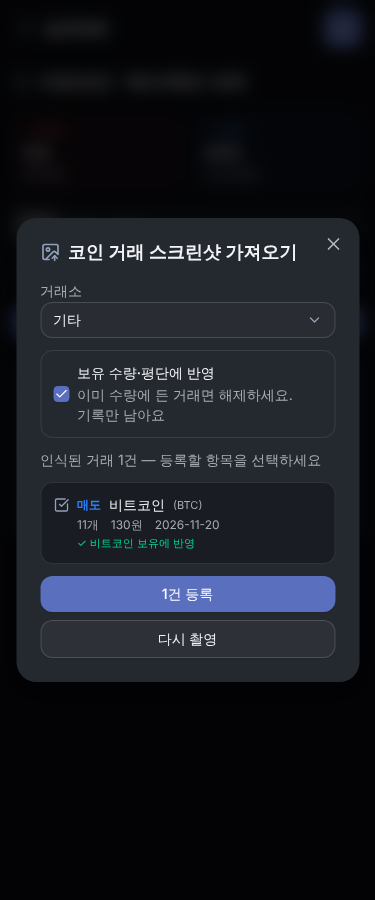 코인 거래 스크린샷 가져오기
거래소
기타
보유 수량·평단에 반영
이미 수량에 든 거래면 해제하세요.
기록만 남아요
인식된 거래 1건 — 등록할 항목을 선택하세요
매도 비트코인 (BTC)
11개 130원 2026-11-20
✓ 비트코인 보유에 반영
1건 등록
다시 촬영